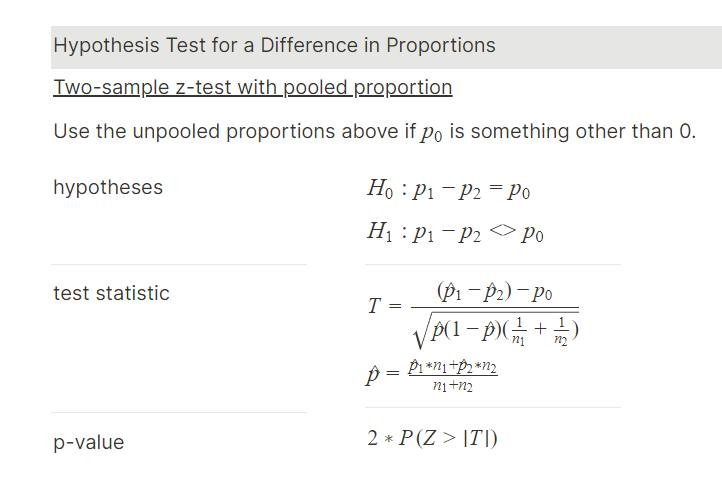 Hypothesis Test for a Difference in Proportions
Two-sample z-test with pooled proportion
Use the unpooled proportions above if p₀ is something other than 0.
hypotheses
H₀ : p₁ − p₂ = p₀
H₁ : p₁ − p₂ <> p₀
test statistic
T = ((p̂₁ − p̂₂) − p₀) / √(p̂(1 − p̂)(1/n₁ + 1/n₂))
p̂ = (p̂₁*n₁+p̂₂*n₂) / (n₁+n₂)
p-value
2 * P(Z > |T|)